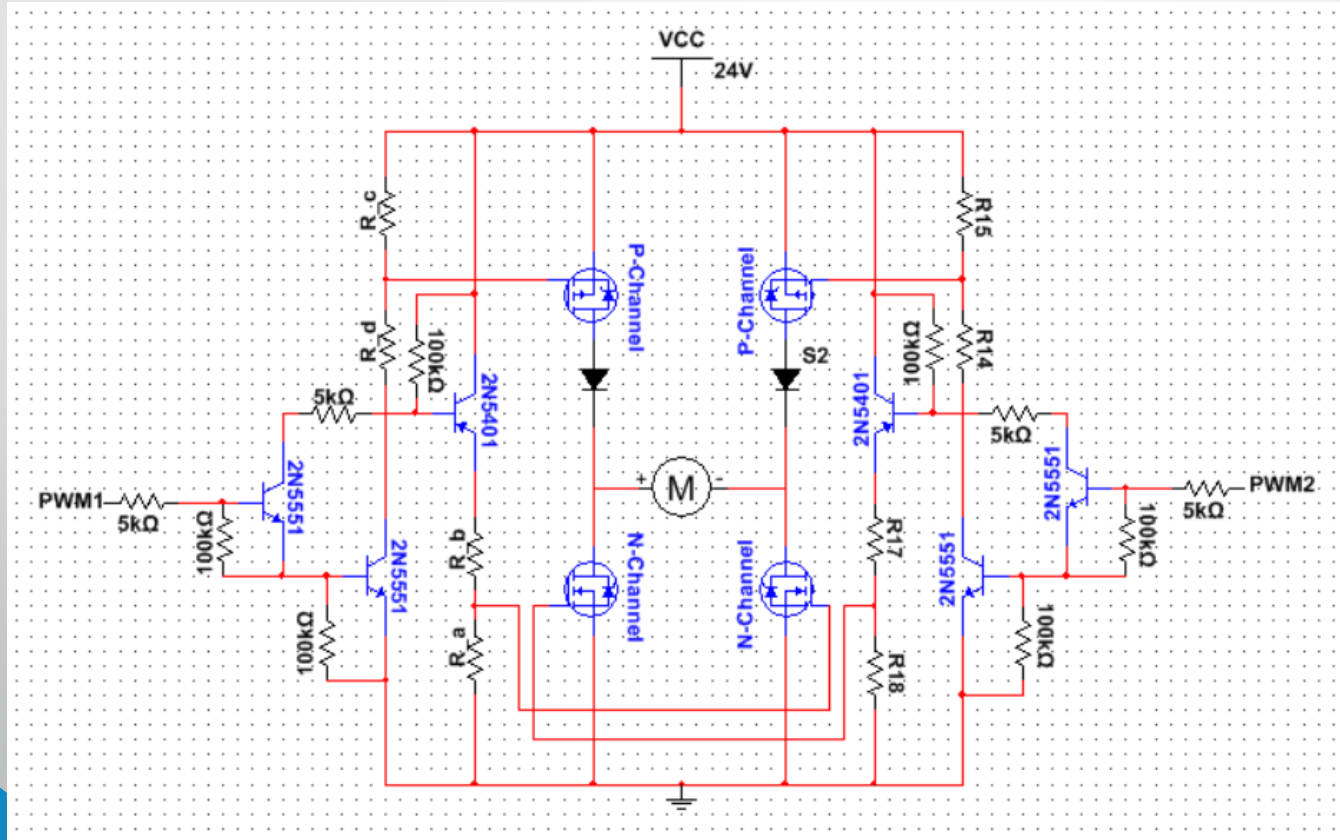 VCC
24V
R_c
R15
P-Channel
P-Channel
R_d
100kΩ
S2
100kΩ
R14
5kΩ
2N5401
2N5401
5kΩ
2N5551
M
+
-
2N5551
PWM1
5kΩ
PWM2
5kΩ
100kΩ
2N5551
R_b
N-Channel
N-Channel
R17
2N5551
100kΩ
100kΩ
R_a
R18
100kΩ